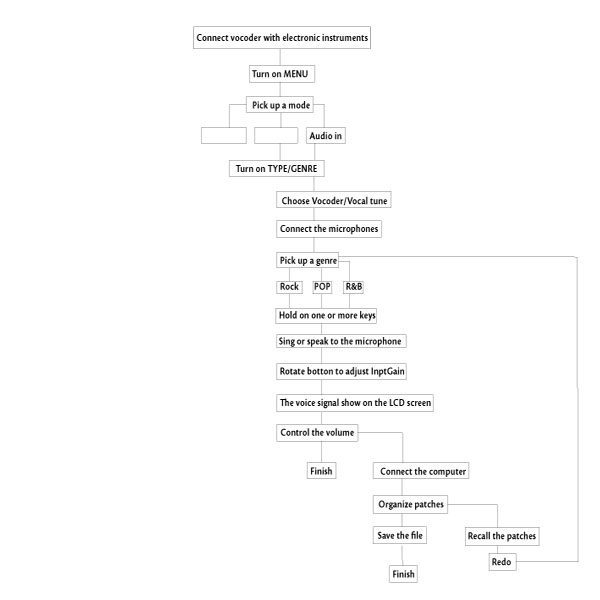 Connect vocoder with electronic instruments
Turn on MENU
Pick up a mode
Audio in
Turn on TYPE/GENRE
Choose Vocoder/Vocal tune
Connect the microphones
Pick up a genre
Rock POP R&B
Hold on one or more keys
Sing or speak to the microphone
Rotate botton to adjust InptGain
The voice signal show on the LCD screen
Control the volume
Finish Connect the computer
Organize patches
Save the file Recall the patches
Redo
Finish